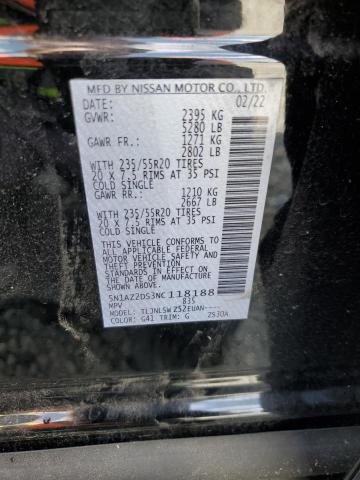 MFD BY NISSAN MOTOR CO., LTD.
DATE: 02/22
GVWR: 2395 KG
5280 LB
GAWR FR.: 1271 KG
2802 LB
WITH 235/55R20 TIRES
20 X 7.5 RIMS AT 35 PSI
COLD SINGLE
GAWR RR.: 1210 KG
2667 LB
WITH 235/55R20 TIRES
20 X 7.5 RIMS AT 35 PSI
COLD SINGLE
THIS VEHICLE CONFORMS TO ALL
APPLICABLE FEDERAL MOTOR
VEHICLE SAFETY STANDARDS
IN EFFECT ON THE DATE OF
MANUFACTURE SHOWN ABOVE
5N1AZ2DS3NC118188
MPV 835
MODEL: TLJNLSWZ52EUAN----
COLOR: G41 TRIM: G ZS30A